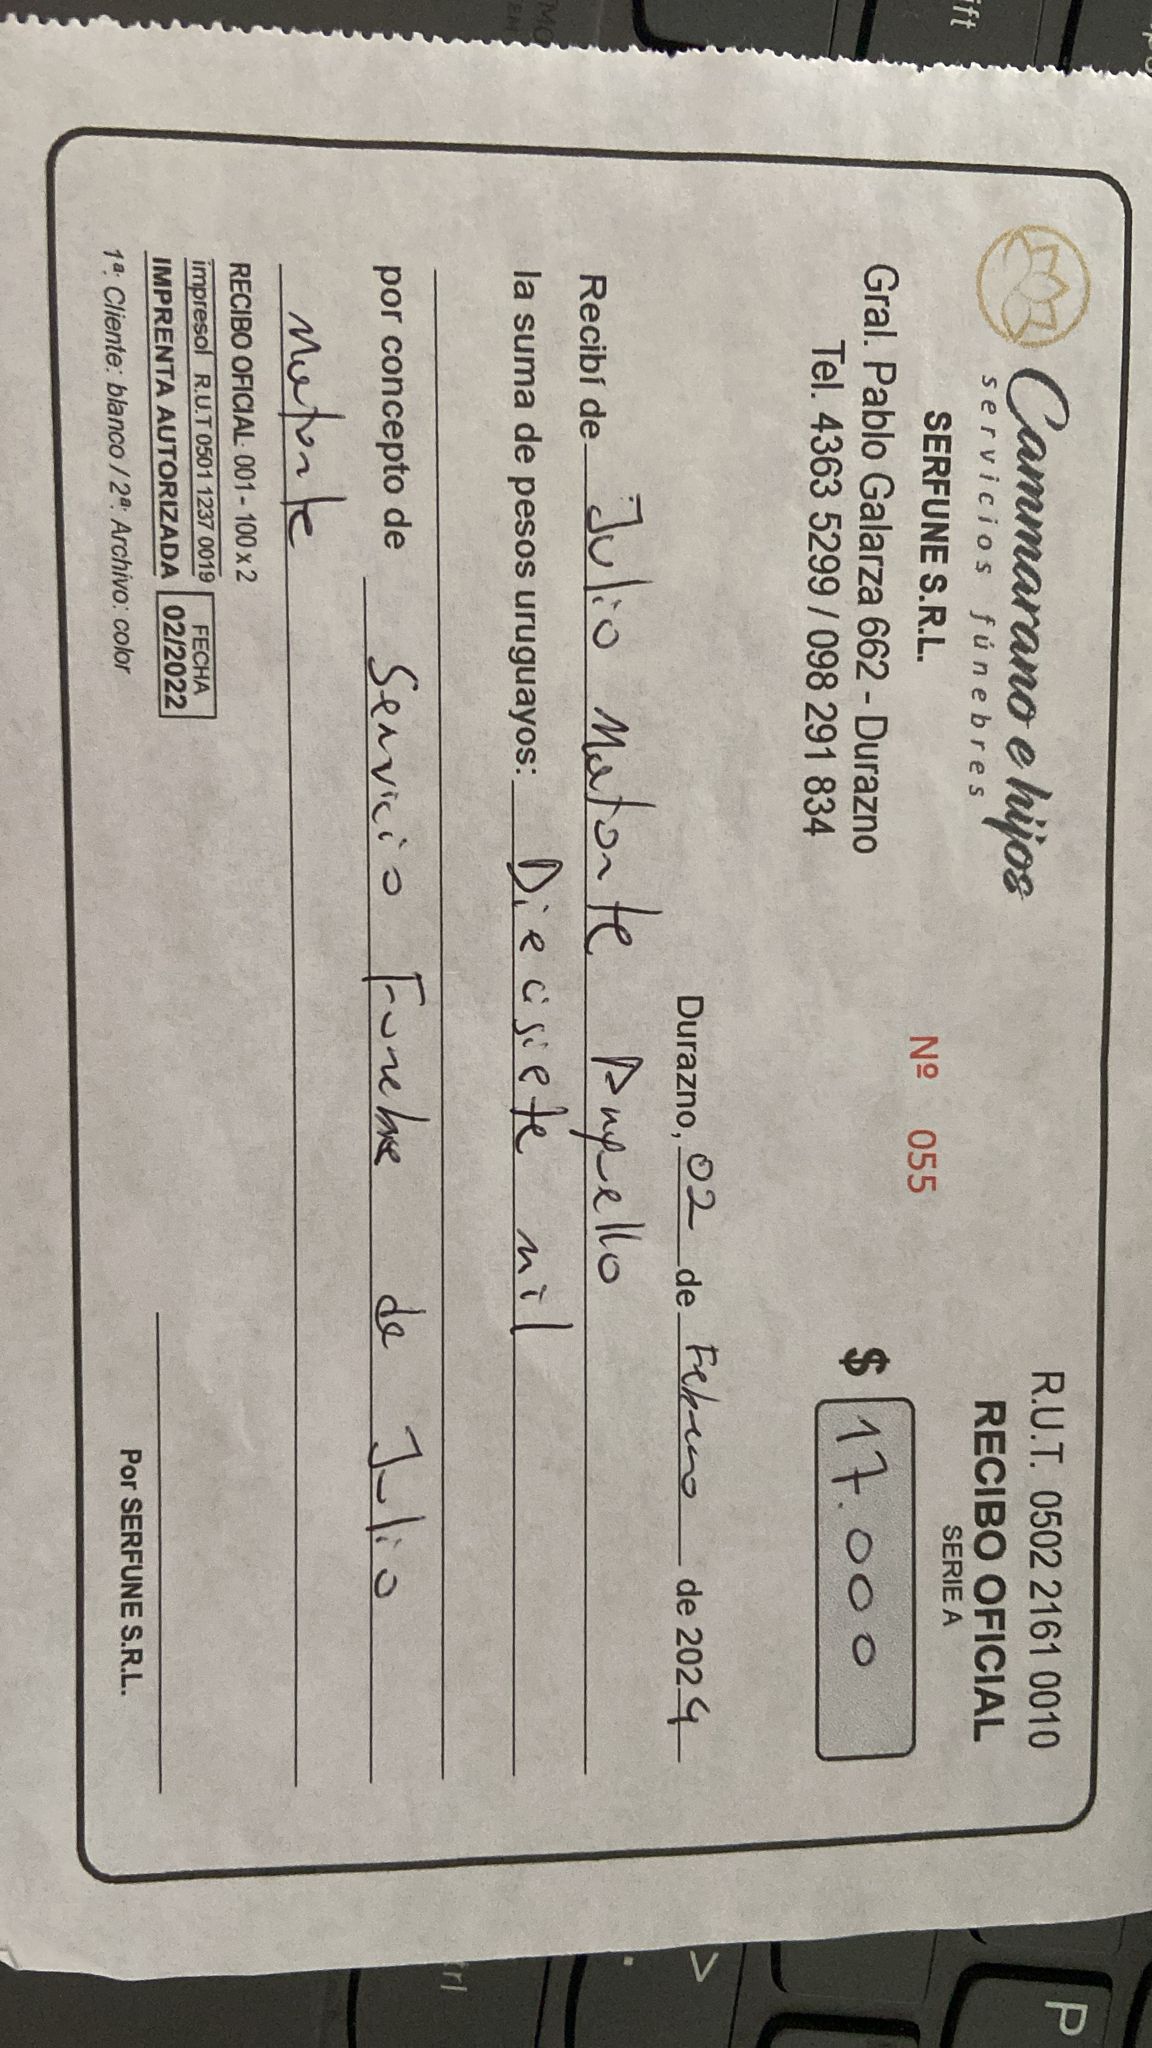 Cammarano e hijos
servicios fúnebres
SERFUNE S.R.L.
Gral. Pablo Galarza 662 - Durazno
Tel. 4363 5299 / 098 291 834
Nº 055
R.U.T. 0502 2161 0010
RECIBO OFICIAL
SERIE A
$ 17.000
Durazno, 02 de Febrero de 2024
Recibí de Julio Matonte
la suma de pesos uruguayos: Diecisiete mil
por concepto de Servicio Funebre de Julio
Matonte
RECIBO OFICIAL 001 - 100 x 2
impresol R.U.T 0501 1237 0019
IMPRENTA AUTORIZADA
FECHA
02/2022
1ª: Cliente: blanco / 2ª: Archivo: color
Por SERFUNE S.R.L.
P
ift
>
.
trl